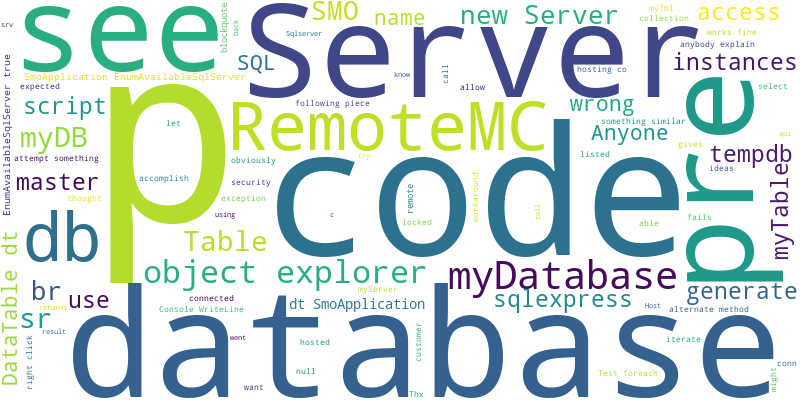 see
Server
SMO
name
new Server
access
srv
blockquote
back
Sqlserver
myTbl
collection
works fine
anybody explain
SmoApplication EnumAvailableSqlServer
SQL
know
call
hosting co
instances
EnumAvailableSqlServer true
expected
script
p
RemoteMC
following piece
allow
wrong
select
pre
myDB
let
something similar
Anyone
api
attempt something
obviously
try
listed
gives
tempdb
master
accomplish
security
exception
remote
workaround
ideas
thought
code
myTable
db
using
c
locked
tell
able
fails
DataTable dt
Table
object explorer
myDatabase
br
use
connected
myServer
dt SmoApplication
sqlexpress
generate
sr
Console WriteLine
Host
alternate method
returns
went
hosted
customer
iterate
result
right click
database
null
want
Thx
Test foreach
might
conn